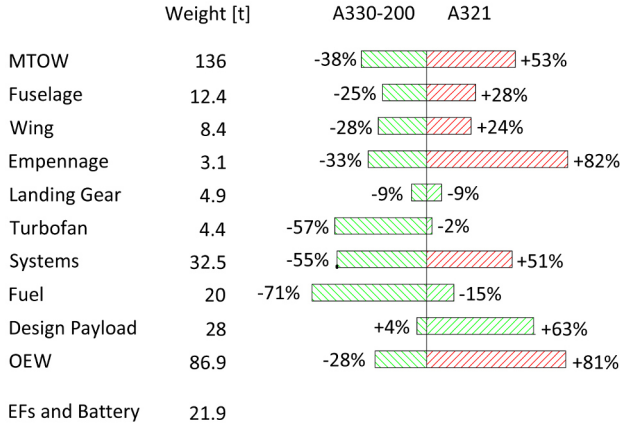 Weight [t] A330-200 A321
MTOW 136 -38% +53%
Fuselage 12.4 -25% +28%
Wing 8.4 -28% +24%
Empennage 3.1 -33% +82%
Landing Gear 4.9 -9% -9%
Turbofan 4.4 -57% -2%
Systems 32.5 -55% +51%
Fuel 20 -71% -15%
Design Payload 28 +4% +63%
OEW 86.9 -28% +81%
EFs and Battery 21.9